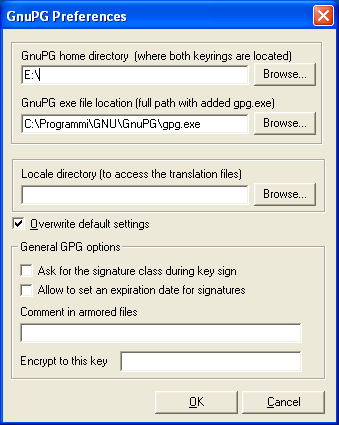 GnuPG Preferences
GnuPG home directory (where both keyrings are located)
E:\
Browse...
GnuPG exe file location (full path with added gpg.exe)
C:\Programmi\GNU\GnuPG\gpg.exe
Browse...
Locale directory (to access the translation files)
Browse...
Overwrite default settings
General GPG options
Ask for the signature class during key sign
Allow to set an expiration date for signatures
Comment in armored files
Encrypt to this key
OK
Cancel